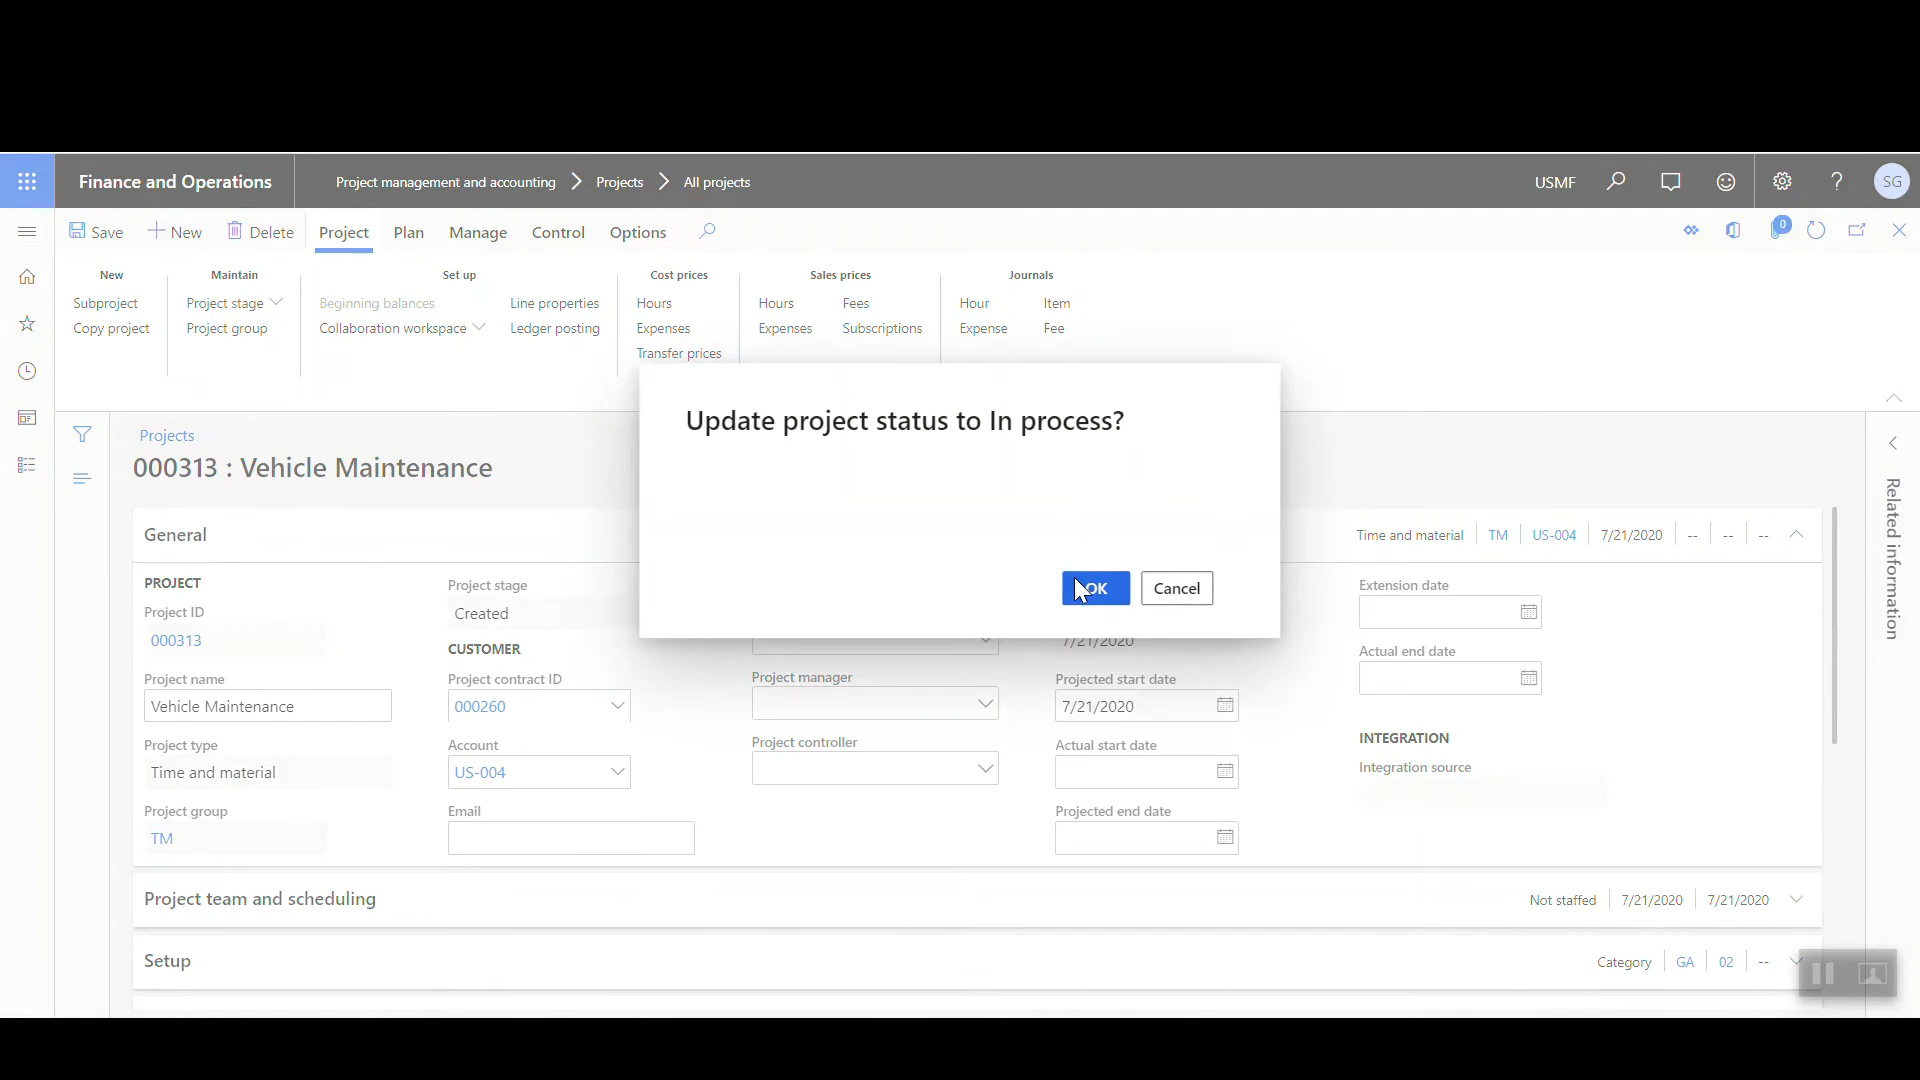 Finance and Operations
Project management and accounting
Projects
All projects
USMF
SG
Save
New
Delete
Project
Plan
Manage
Control
Options
0
New
Subproject
Copy project
Maintain
Project stage
Project group
Set up
Beginning balances
Collaboration workspace
Line properties
Ledger posting
Cost prices
Hours
Expenses
Transfer prices
Sales prices
Hours
Expenses
Fees
Subscriptions
Journals
Hour
Expense
Item
Fee
Update project status to In process?
OK
Cancel
Projects
000313 : Vehicle Maintenance
General
Time and material
TM
US-004
7/21/2020
--
--
--
PROJECT
Project ID
000313
Project name
Vehicle Maintenance
Project type
Time and material
Project group
TM
Project stage
Created
CUSTOMER
Project contract ID
000260
Account
US-004
Email
Project manager
Project controller
7/21/2020
Projected start date
7/21/2020
Actual start date
Projected end date
Extension date
Actual end date
INTEGRATION
Integration source
Related information
Project team and scheduling
Not staffed
7/21/2020
7/21/2020
Setup
Category
GA
02
--